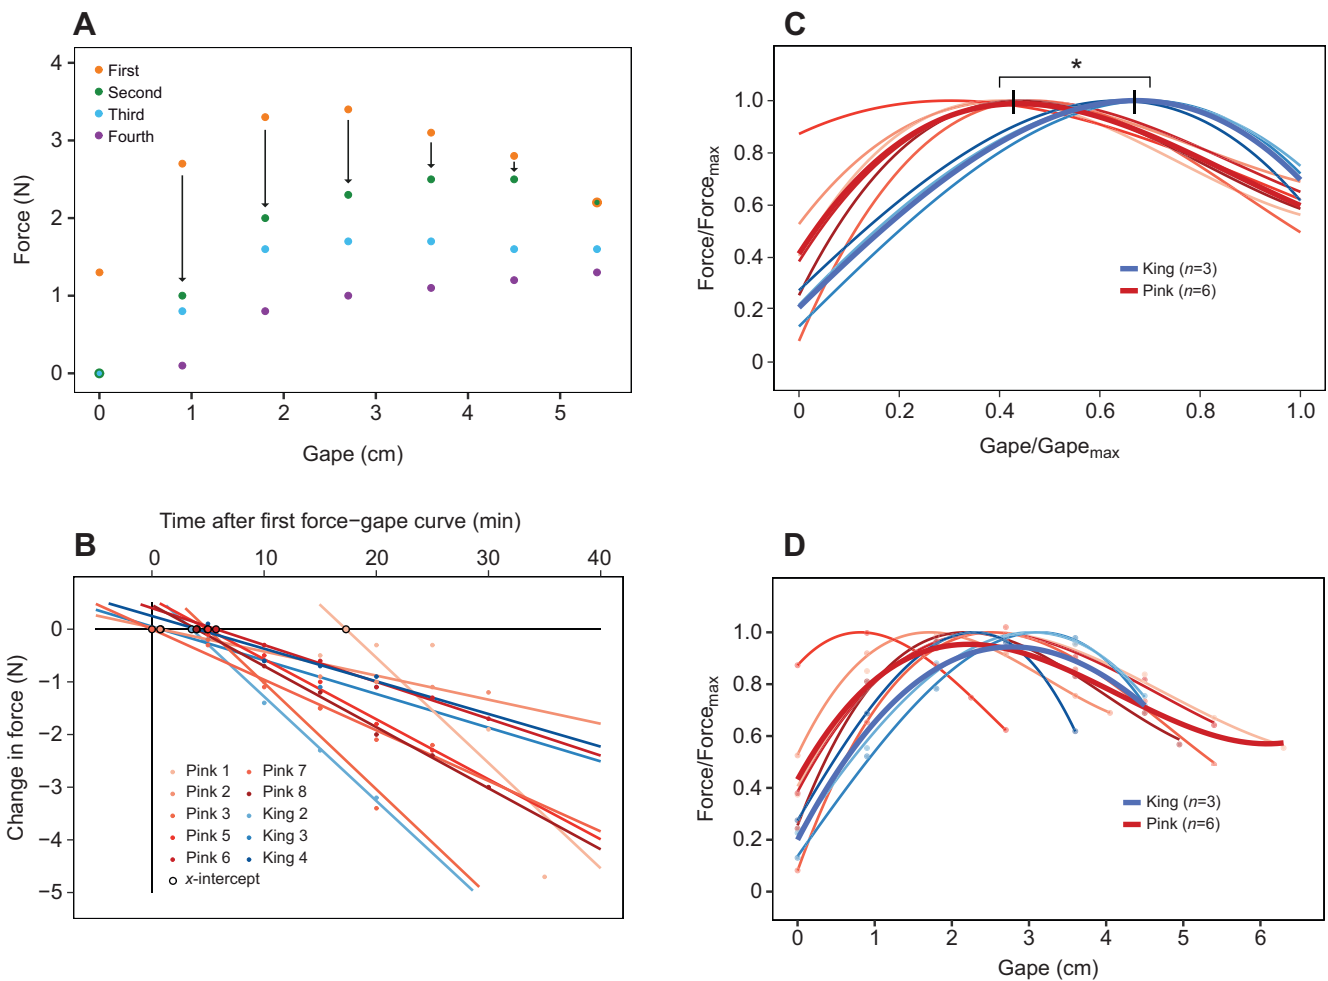 A
Force (N)
4
3
2
1
0
First
Second
Third
Fourth
0 1 2 3 4 5
Gape (cm)
C
*
Force/Forcemax
1.0
0.8
0.6
0.4
0.2
0
King (n=3)
Pink (n=6)
0 0.2 0.4 0.6 0.8 1.0
Gape/Gapemax
B
Time after first force−gape curve (min)
0 10 20 30 40
Change in force (N)
0
−1
−2
−3
−4
−5
Pink 1
Pink 2
Pink 3
Pink 5
Pink 6
Pink 7
Pink 8
King 2
King 3
King 4
x-intercept
D
Force/Forcemax
1.0
0.8
0.6
0.4
0.2
0
King (n=3)
Pink (n=6)
0 1 2 3 4 5 6
Gape (cm)